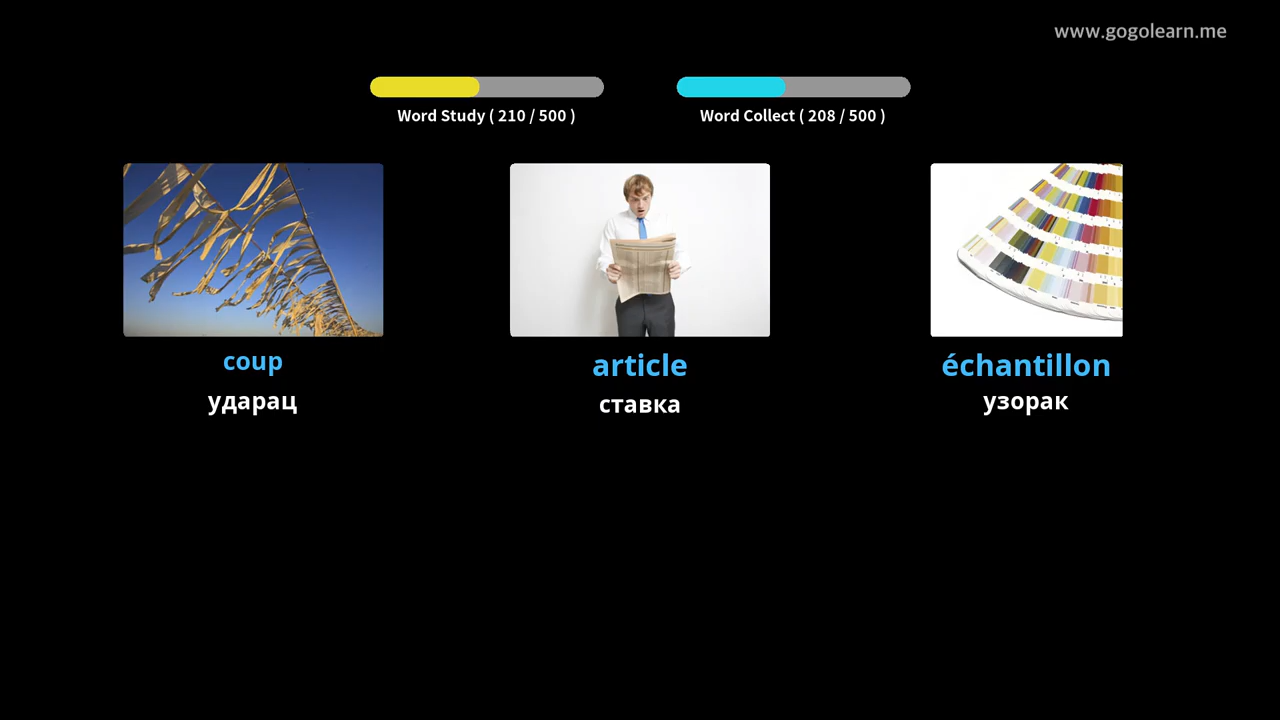 www.gogolearn.me
Word Study ( 210 / 500 )
Word Collect ( 208 / 500 )
coup
article
échantillon
ударац
ставка
узорак